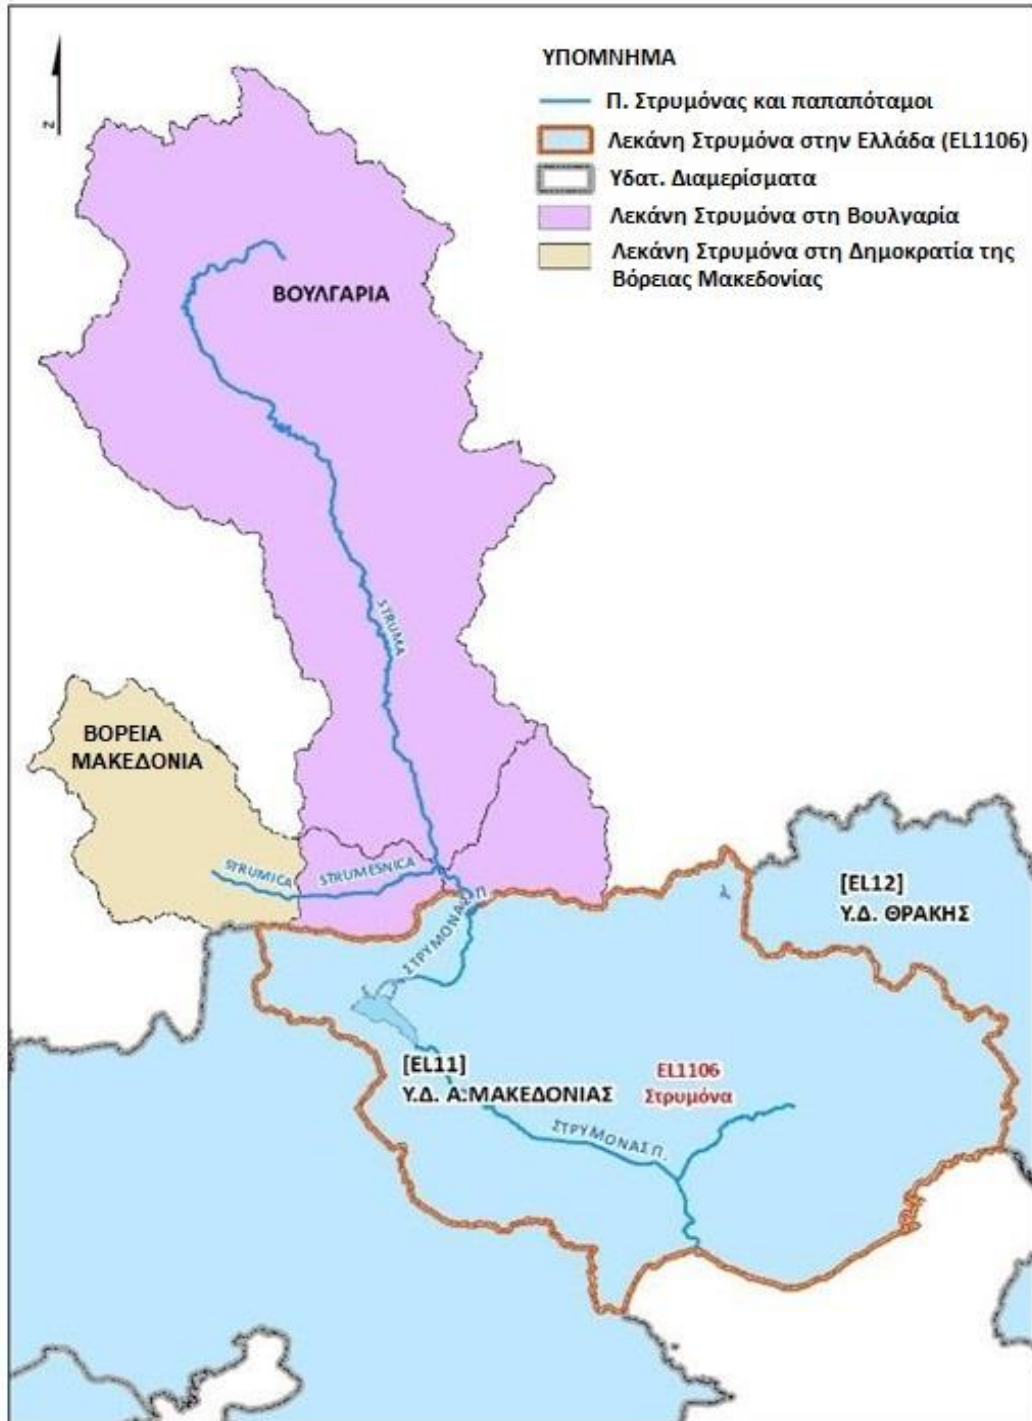 ΥΠΟΜΝΗΜΑ
Π. Στρυμόνας και παπαπόταμοι
Λεκάνη Στρυμόνα στην Ελλάδα (EL1106)
Υδατ. Διαμερίσματα
Λεκάνη Στρυμόνα στη Βουλγαρία
Λεκάνη Στρυμόνα στη Δημοκρατία της
Βόρειας Μακεδονίας
z
ΒΟΥΛΓΑΡΙΑ
STRUMA
ΒΟΡΕΙΑ
ΜΑΚΕΔΟΝΙΑ
STRUMICA
STRUMESNICA
ΣΤΡΥΜΟΝΑΣ Π.
[EL12]
Υ.Δ. ΘΡΑΚΗΣ
[EL11]
Υ.Δ. Α.ΜΑΚΕΔΟΝΙΑΣ
EL1106
Στρυμόνα
ΣΤΡΥΜΟΝΑΣ Π.